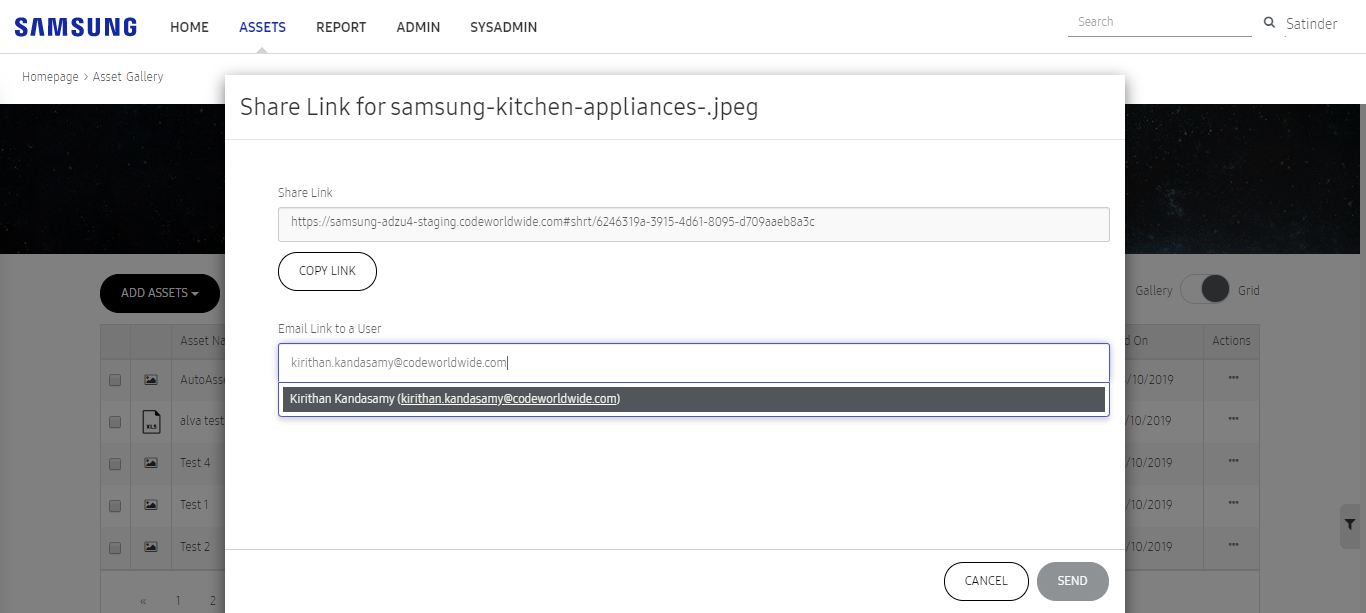 SAMSUNG HOME ASSETS REPORT ADMIN SYSADMIN Search Satinder
Homepage > Asset Gallery
Share Link for samsung-kitchen-appliances-.jpeg
Share Link
https://samsung-adzu4-staging.codeworldwide.com#shrt/6246319a-3915-4d61-8095-d709aaeb8a3c
COPY LINK
ADD ASSETS
Gallery Grid
Email Link to a User
Asset Na
d On Actions
kirithan.kandasamy@codeworldwide.com
Kirithan Kandasamy (kirithan.kandasamy@codeworldwide.com)
AutoAsse /10/2019 ***
XLS alva test /10/2019 ***
Test 4 /10/2019 ***
Test 1 /10/2019 ***
Test 2 /10/2019 ***
CANCEL SEND
« 1 2